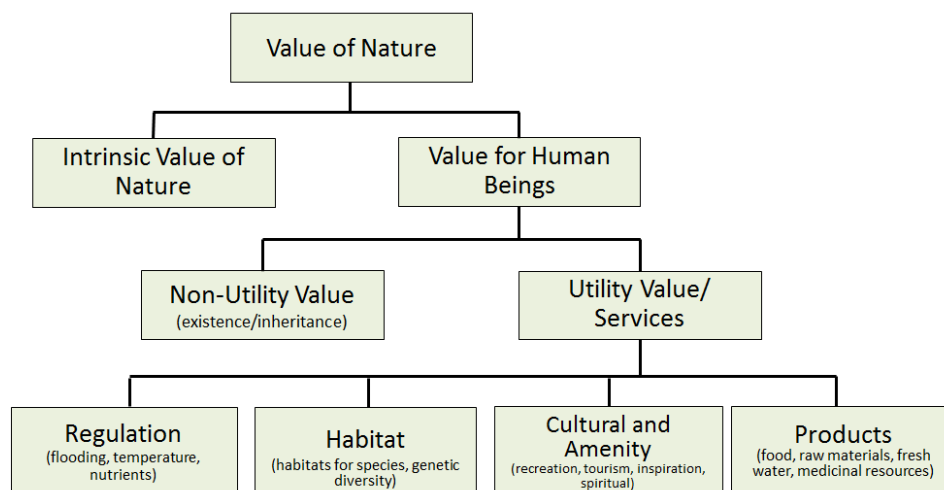 Value of Nature
Intrinsic Value of
Nature
Value for Human
Beings
Non-Utility Value
(existence/inheritance)
Utility Value/
Services
Regulation
(flooding, temperature,
nutrients)
Habitat
(habitats for species, genetic
diversity)
Cultural and
Amenity
(recreation, tourism, inspiration,
spiritual)
Products
(food, raw materials, fresh
water, medicinal resources)